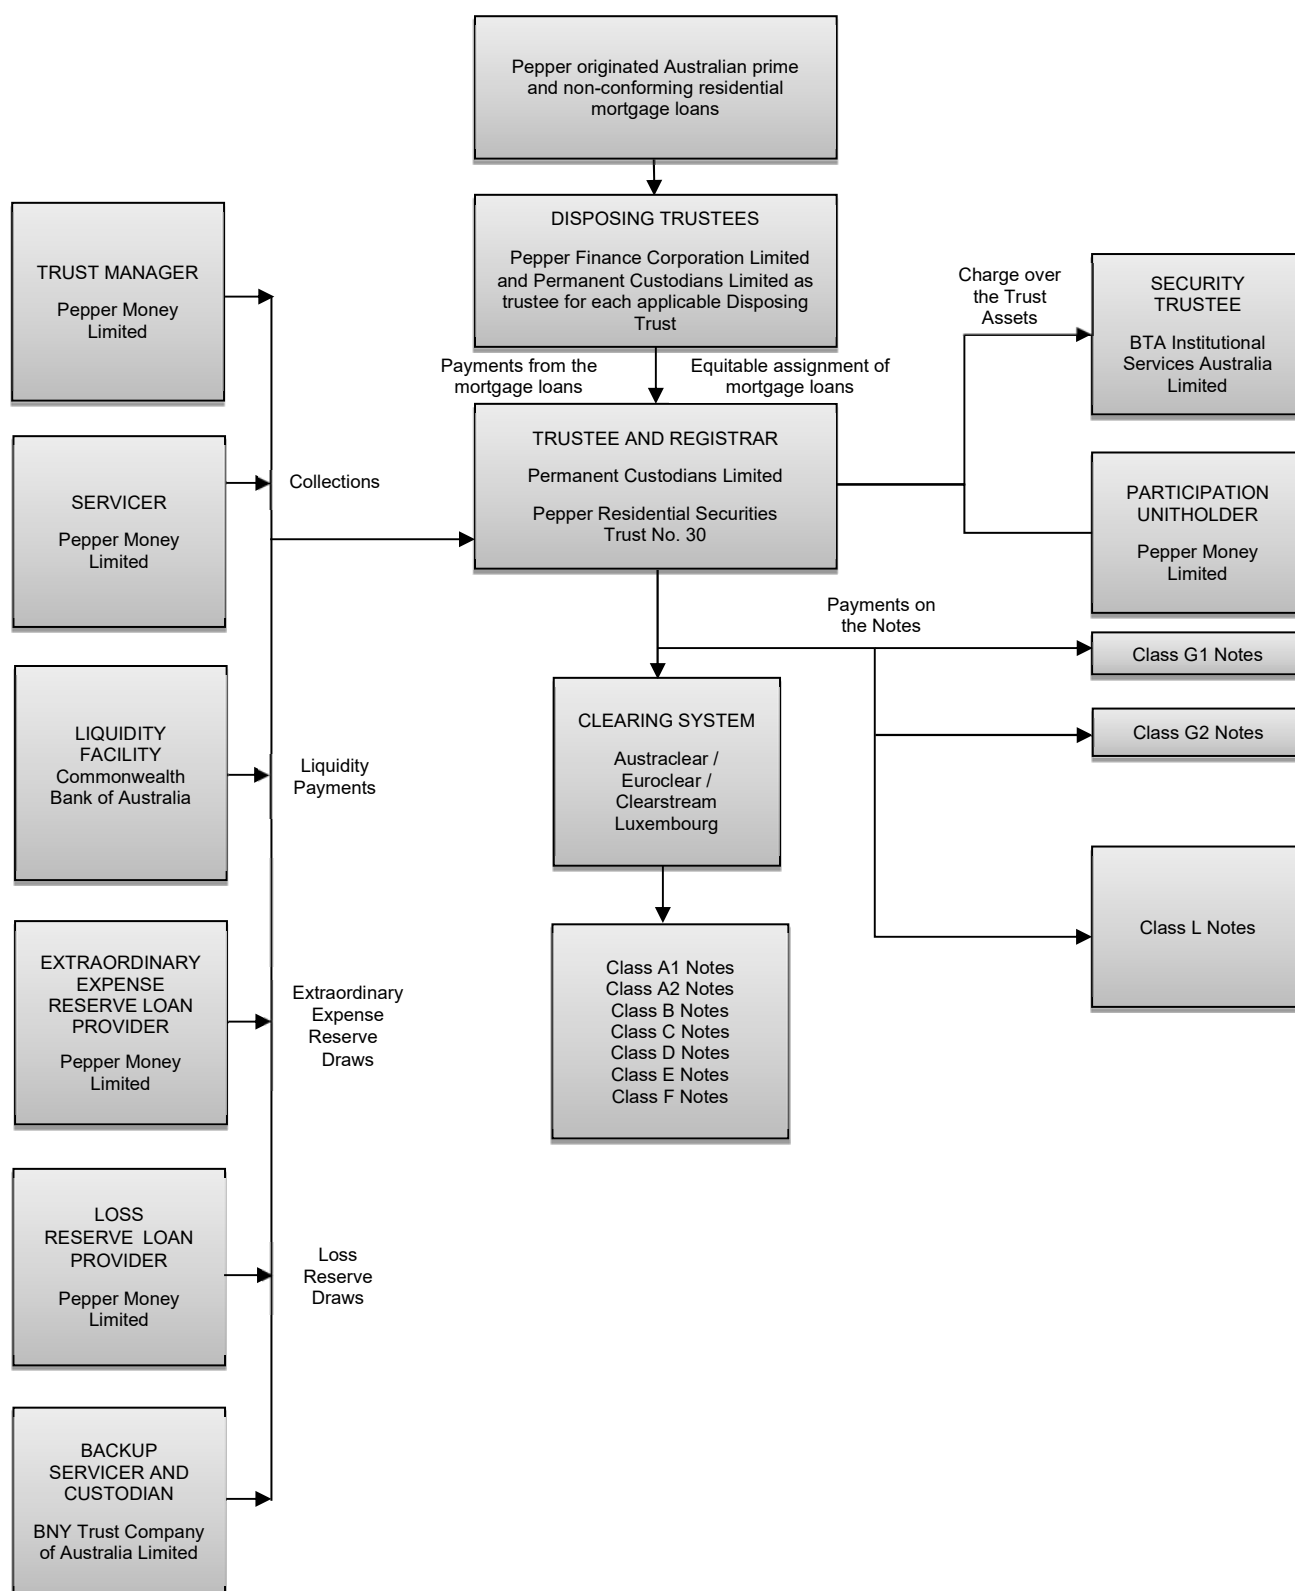 Pepper originated Australian prime
and non-conforming residential
mortgage loans
DISPOSING TRUSTEES
Pepper Finance Corporation Limited
and Permanent Custodians Limited as
trustee for each applicable Disposing
Trust
TRUST MANAGER
Pepper Money
Limited
Charge over
the Trust
Assets
SECURITY
TRUSTEE
BTA Institutional
Services Australia
Limited
Payments from the
mortgage loans
Equitable assignment of
mortgage loans
TRUSTEE AND REGISTRAR
Permanent Custodians Limited
Pepper Residential Securities
Trust No. 30
SERVICER
Pepper Money
Limited
Collections
PARTICIPATION
UNITHOLDER
Pepper Money
Limited
Payments on
the Notes
Class G1 Notes
Class G2 Notes
Class L Notes
LIQUIDITY
FACILITY
Commonwealth
Bank of Australia
Liquidity
Payments
CLEARING SYSTEM
Austraclear /
Euroclear /
Clearstream
Luxembourg
EXTRAORDINARY
EXPENSE
RESERVE LOAN
PROVIDER
Pepper Money
Limited
Extraordinary
Expense
Reserve
Draws
Class A1 Notes
Class A2 Notes
Class B Notes
Class C Notes
Class D Notes
Class E Notes
Class F Notes
LOSS
RESERVE LOAN
PROVIDER
Pepper Money
Limited
Loss
Reserve
Draws
BACKUP
SERVICER AND
CUSTODIAN
BNY Trust Company
of Australia Limited